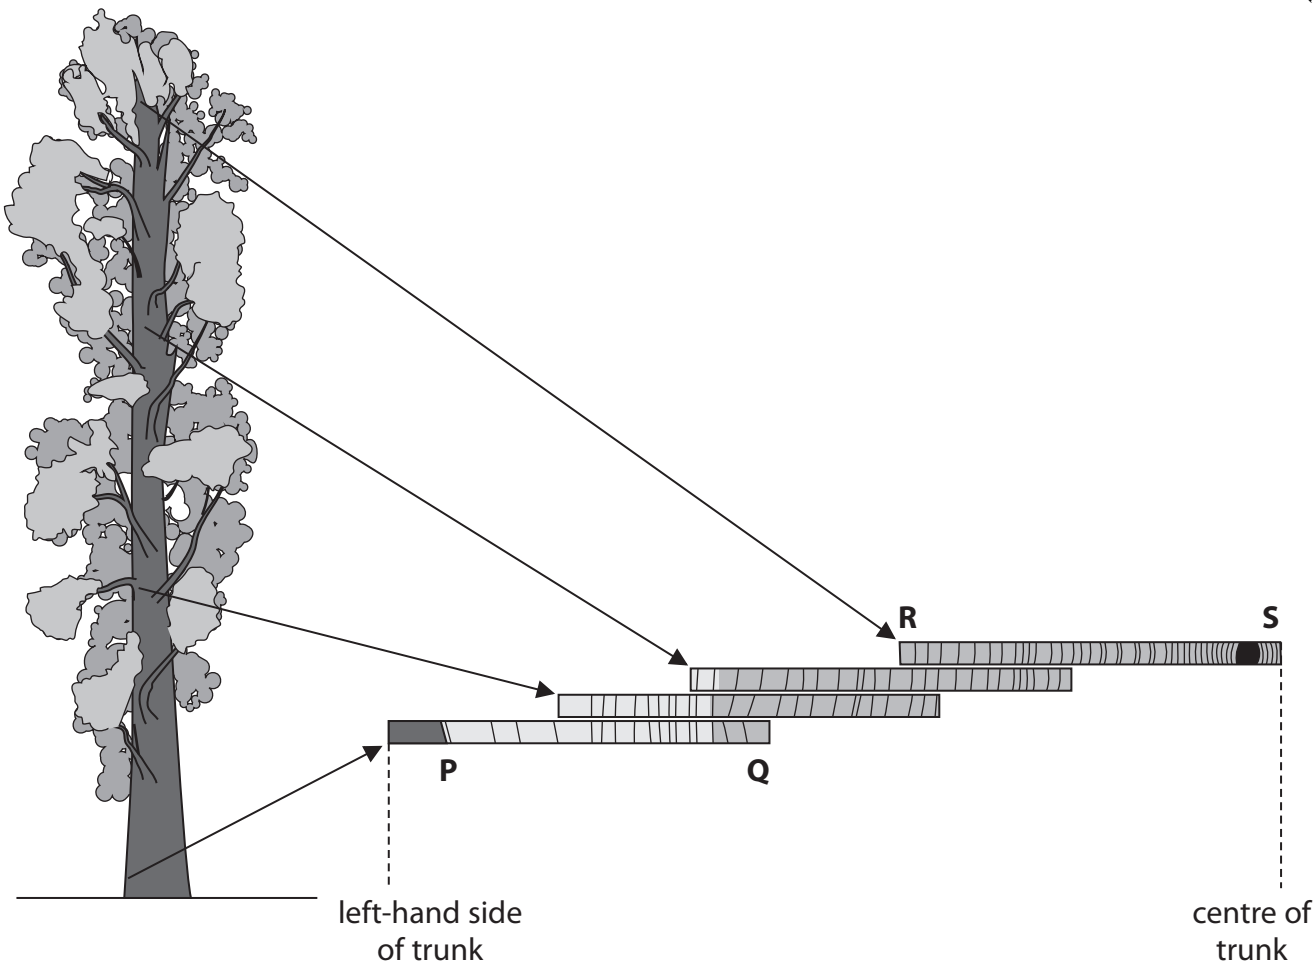 R
S
P
Q
left-hand side
of trunk
centre of
trunk